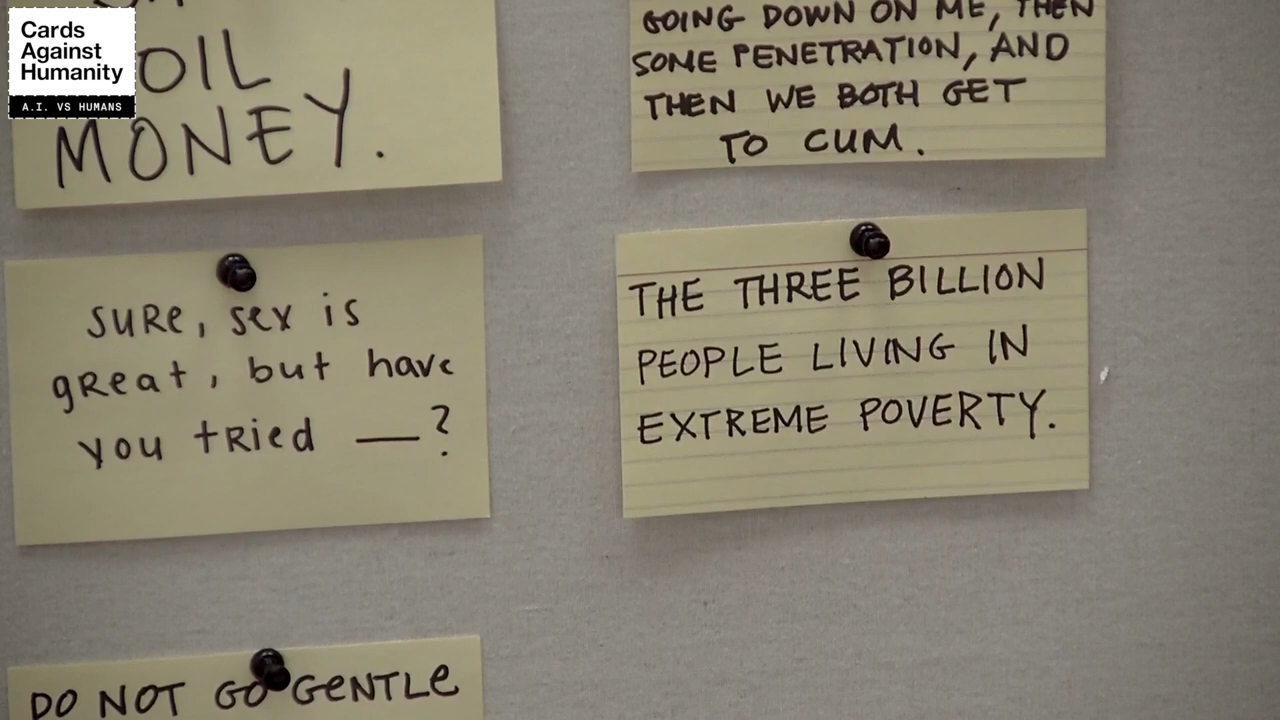 Cards
Against
Humanity
A.I. VS HUMANS
OIL
MONEY.
GOING DOWN ON ME, THEN
SOME PENETRATION, AND
THEN WE BOTH GET
TO CUM.
sure, sex is
great, but have
you tried __?
THE THREE BILLION
PEOPLE LIVING IN
EXTREME POVERTY.
DO NOT GO GENTLE